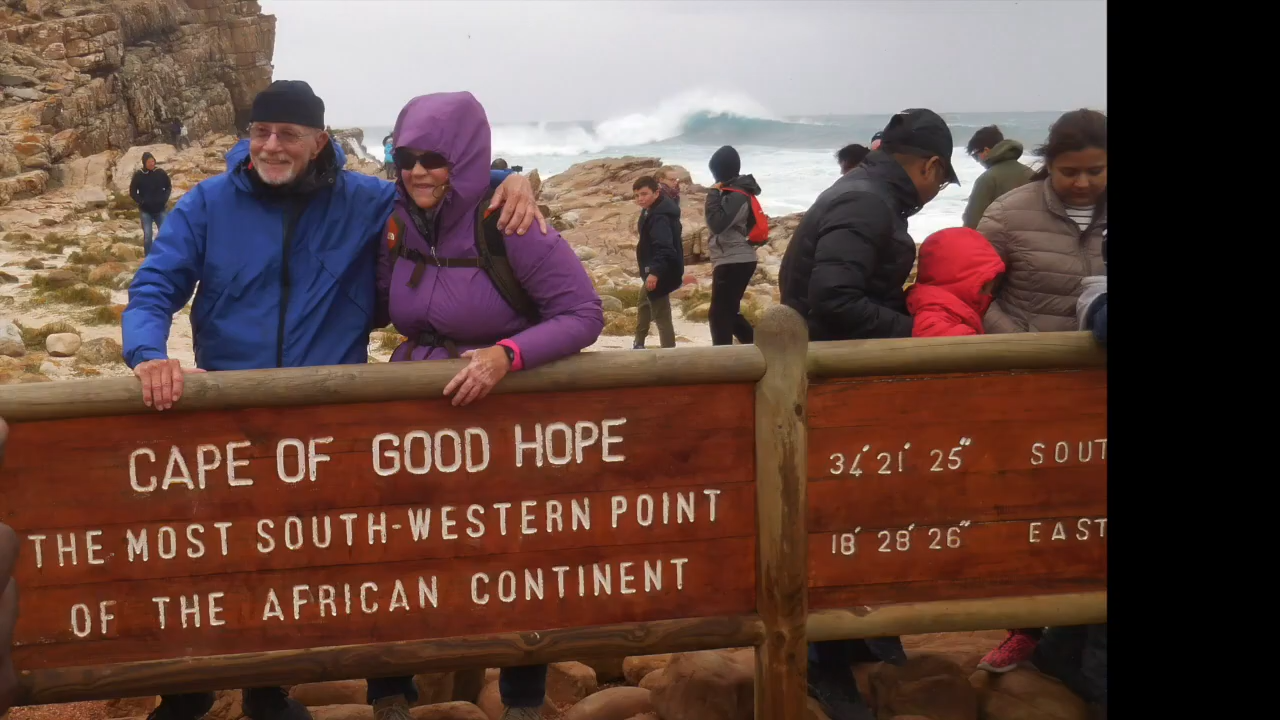 CAPE OF GOOD HOPE
THE MOST SOUTH-WESTERN POINT
OF THE AFRICAN CONTINENT
34° 21' 25" SOUT
18° 28' 26" EAST